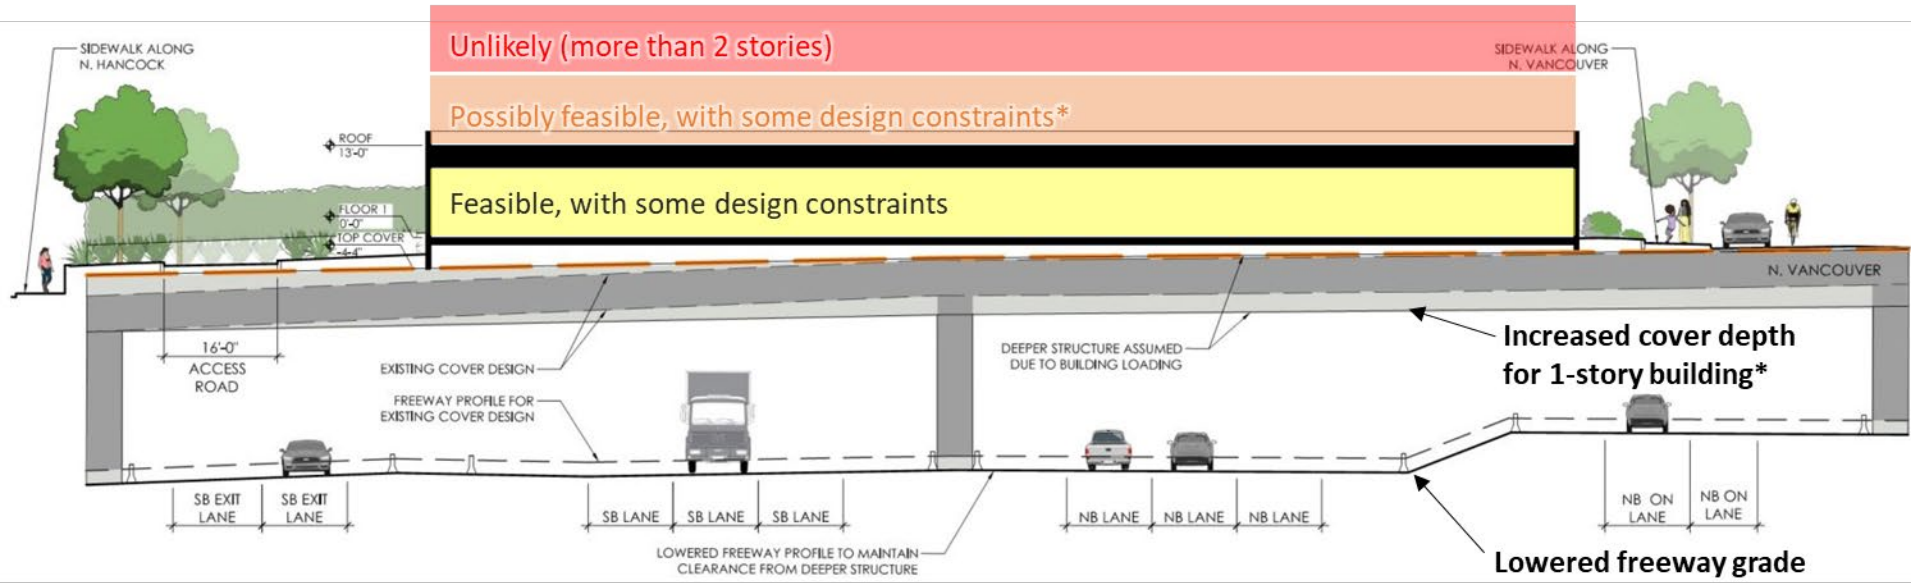 Unlikely (more than 2 stories)
SIDEWALK ALONG
N. HANCOCK
SIDEWALK ALONG
N. VANCOUVER
Possibly feasible, with some design constraints*
ROOF
13'-0"
Feasible, with some design constraints
FLOOR 1
0'-0"
TOP COVER
-4'-4"
N. VANCOUVER
16'-0"
ACCESS
ROAD
EXISTING COVER DESIGN
FREEWAY PROFILE FOR
EXISTING COVER DESIGN
DEEPER STRUCTURE ASSUMED
DUE TO BUILDING LOADING
Increased cover depth
for 1-story building*
SB EXIT
LANE
SB EXIT
LANE
SB LANE
SB LANE
SB LANE
NB LANE
NB LANE
NB LANE
NB ON
LANE
NB ON
LANE
LOWERED FREEWAY PROFILE TO MAINTAIN
CLEARANCE FROM DEEPER STRUCTURE
Lowered freeway grade